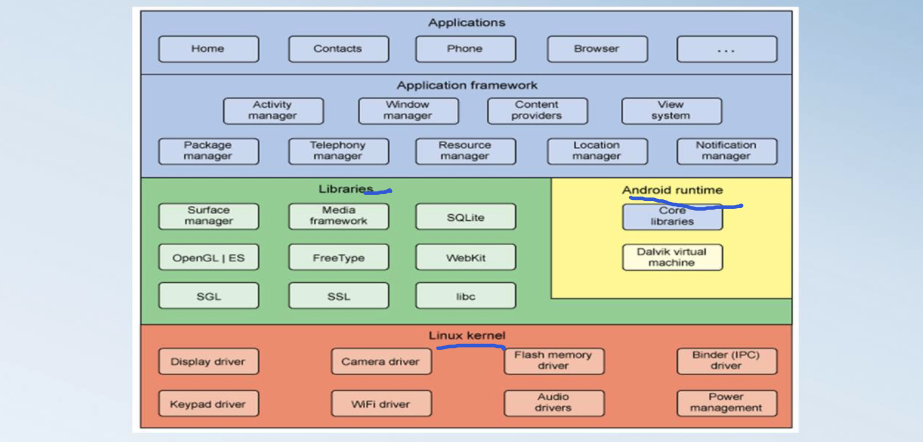 Applications
Home
Contacts
Phone
Browser
...
Application framework
Activity
manager
Window
manager
Content
providers
View
system
Package
manager
Telephony
manager
Resource
manager
Location
manager
Notification
manager
Libraries
Surface
manager
Media
framework
SQLite
OpenGL | ES
FreeType
WebKit
SGL
SSL
libc
Android runtime
Core
libraries
Dalvik virtual
machine
Linux kernel
Display driver
Camera driver
Flash memory
driver
Binder (IPC)
driver
Keypad driver
WiFi driver
Audio
drivers
Power
management